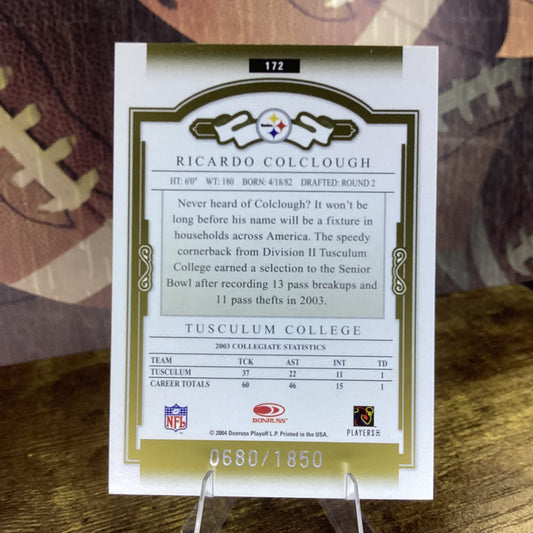 172
RICARDO COLCLOUGH
HT: 6'0" WT: 180 BORN: 4/18/82 DRAFTED: ROUND 2
Never heard of Colclough? It won't be
long before his name will be a fixture in
households across America. The speedy
cornerback from Division II Tusculum
College earned a selection to the Senior
Bowl after recording 13 pass breakups and
11 pass thefts in 2003.
TUSCULUM COLLEGE
2003 COLLEGIATE STATISTICS
TEAM TCK AST INT TD
TUSCULUM 37 22 11 1
CAREER TOTALS 60 46 15 1
NFL
DONRUSS
PLAYERS INC
© 2004 Donruss Playoff L.P. Printed in the USA.
0680/1850